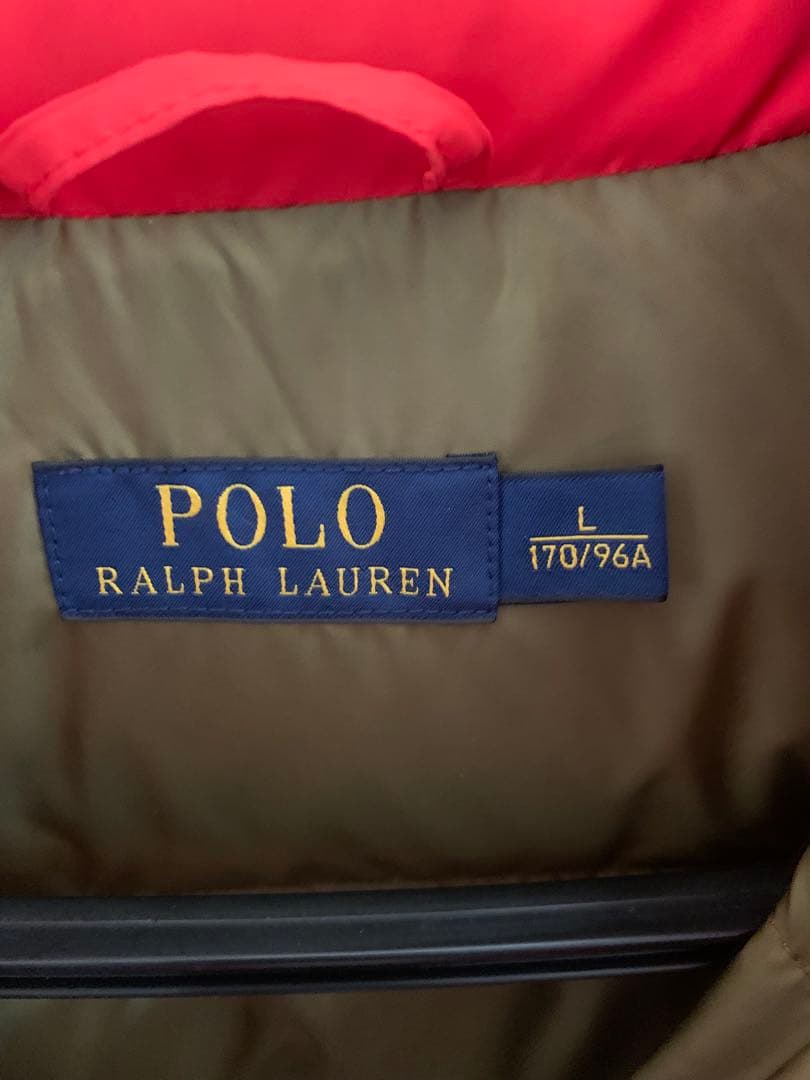 POLO
RALPH LAUREN
L
170/96A